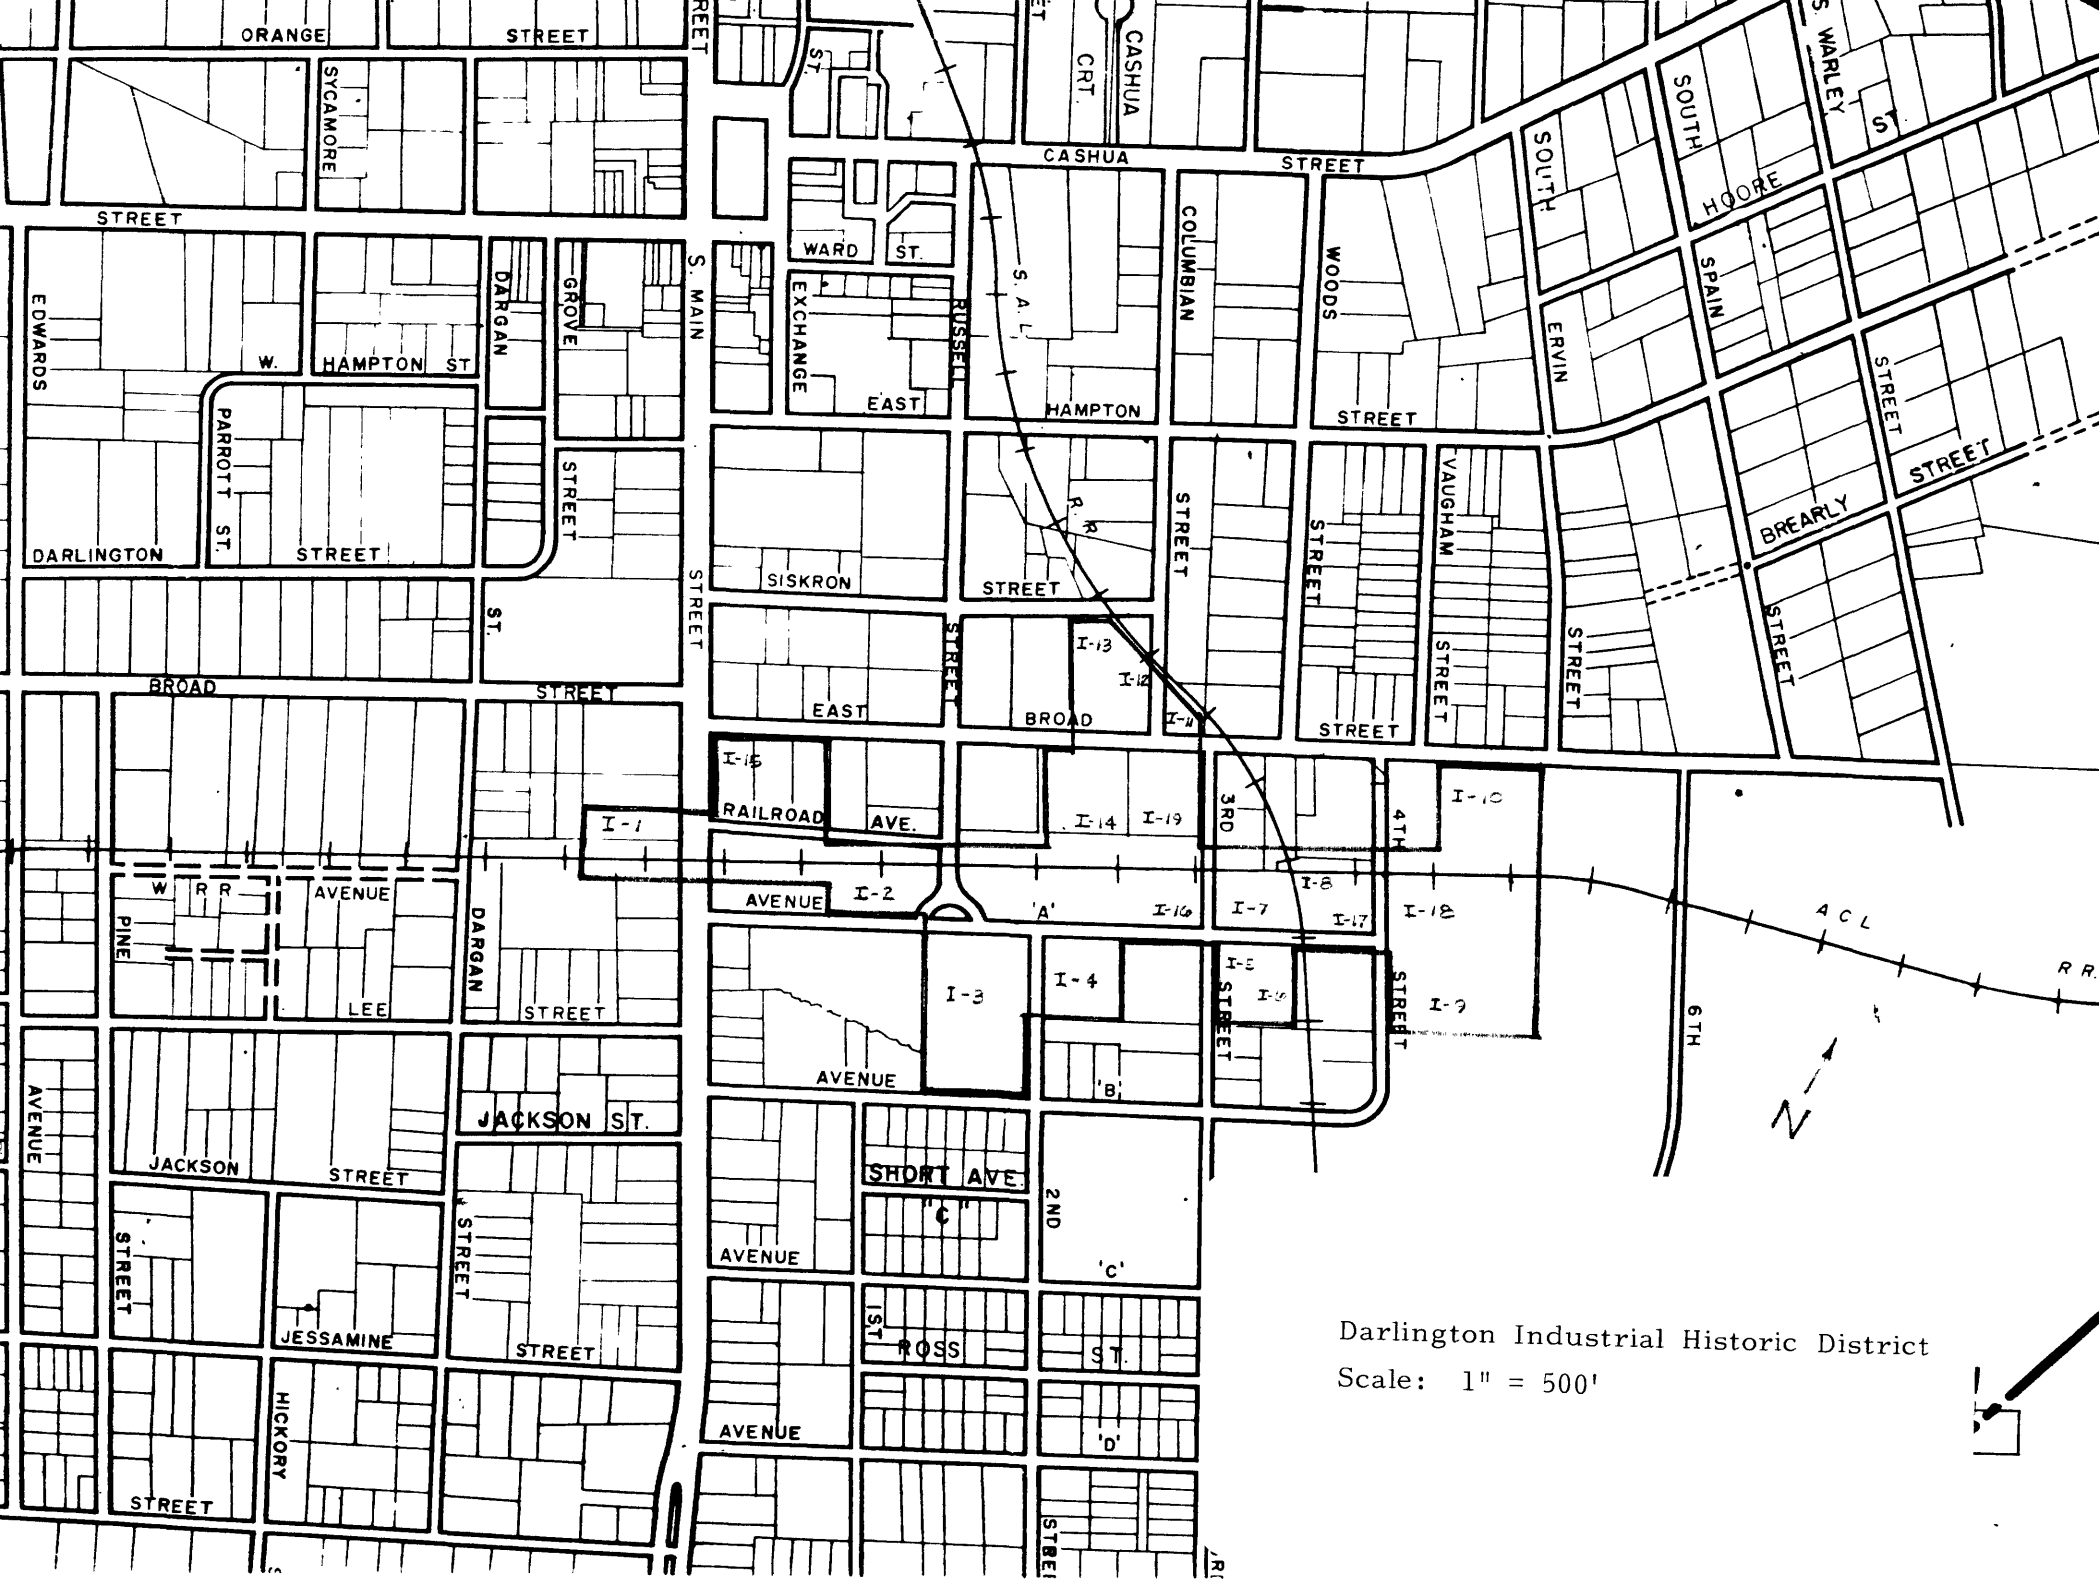 ORANGE STREET
SYCAMORE
ST.
CASHUA
CRT.
S. WARLEY
ST.
SOUTH
SOUTH
HOORE
CASHUA STREET
STREET
WARD ST.
EDWARDS
DARGAN
GROVE
S. MAIN
EXCHANGE
RUSSELL
S. A. L.
COLUMBIAN
WOODS
ERVIN
SPAIN
W. HAMPTON ST
EAST HAMPTON STREET
STREET
STREET
BREARLY
PARROTT ST.
STREET
R. R.
STREET
STREET
VAUGHAM
DARLINGTON STREET
SISKRON STREET
ST.
STREET
STREET
STREET
STREET
STREET
I-13
I-12
I-11
BROAD STREET
EAST BROAD STREET
I-15
RAILROAD AVE.
I-1
I-14
I-19
3RD
4TH
I-10
W R R AVENUE
AVENUE
I-2
'A'
I-16
I-7
I-8
I-17
I-18
A C L
R R.
PINE
DARGAN
LEE STREET
I-3
I-4
I-5
I-6
STREET
STREET
I-9
6TH
AVENUE
AVENUE
'B'
JACKSON ST.
N
JACKSON STREET
SHORT AVE.
"C"
2ND
STREET
STREET
AVENUE
'C'
1ST
JESSAMINE STREET
ROSS ST.
Darlington Industrial Historic District
Scale: 1" = 500'
HICKORY
AVENUE
'D'
STREET